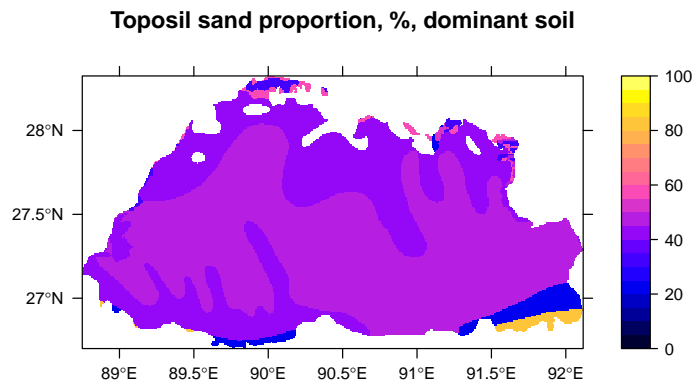 Toposil sand proportion, %, dominant soil
28°N
27.5°N
27°N
89°E
89.5°E
90°E
90.5°E
91°E
91.5°E
92°E
100
80
60
40
20
0